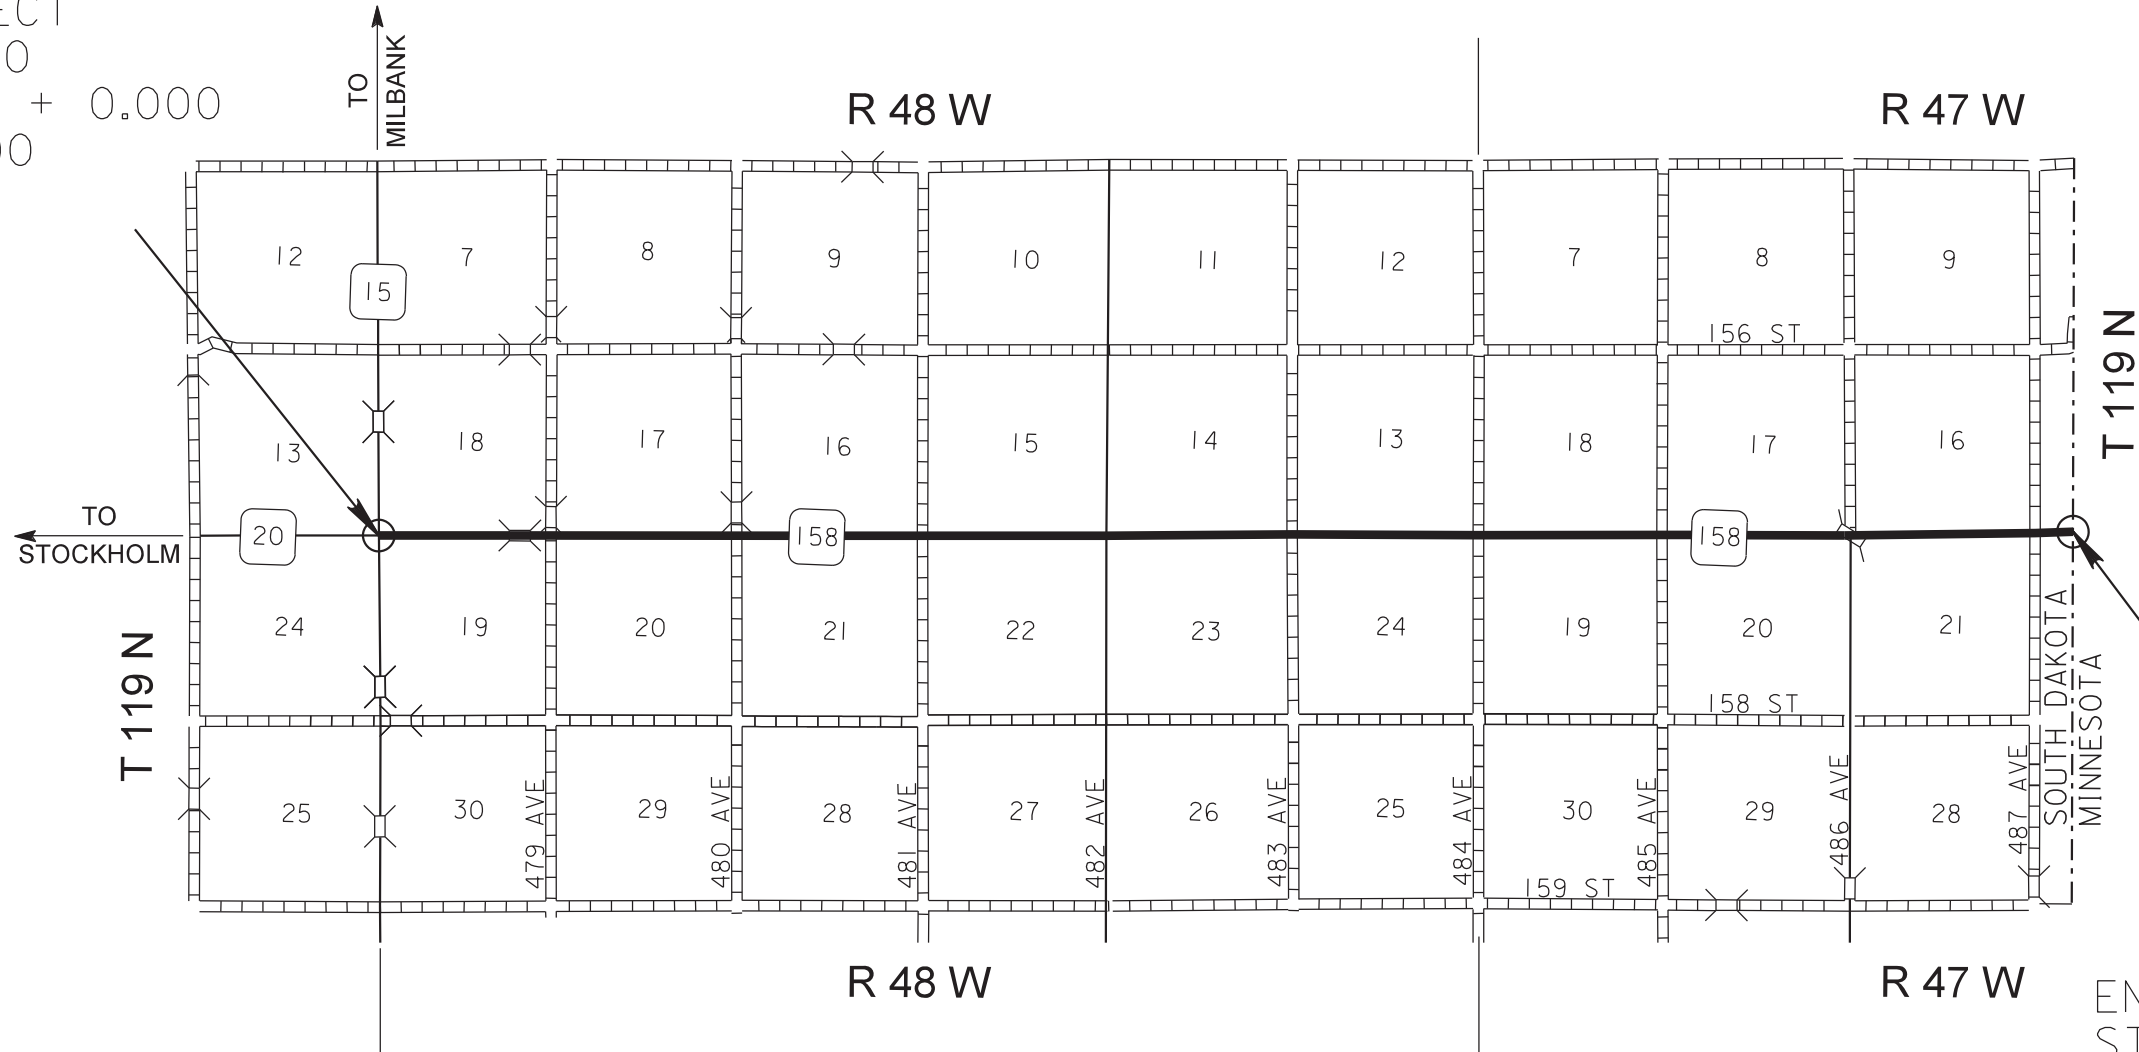 + 0.000
TO
MILBANK
R 48 W
R 47 W
12
7
8
9
10
11
12
7
8
9
15
156 ST
T 119 N
13
18
17
16
15
14
13
18
17
16
TO
STOCKHOLM
20
158
158
24
19
20
21
22
23
24
19
20
21
T 119 N
158 ST
SOUTH DAKOTA
MINNESOTA
25
30
29
28
27
26
25
30
29
28
479 AVE
480 AVE
481 AVE
482 AVE
483 AVE
484 AVE
485 AVE
486 AVE
487 AVE
159 ST
R 48 W
R 47 W